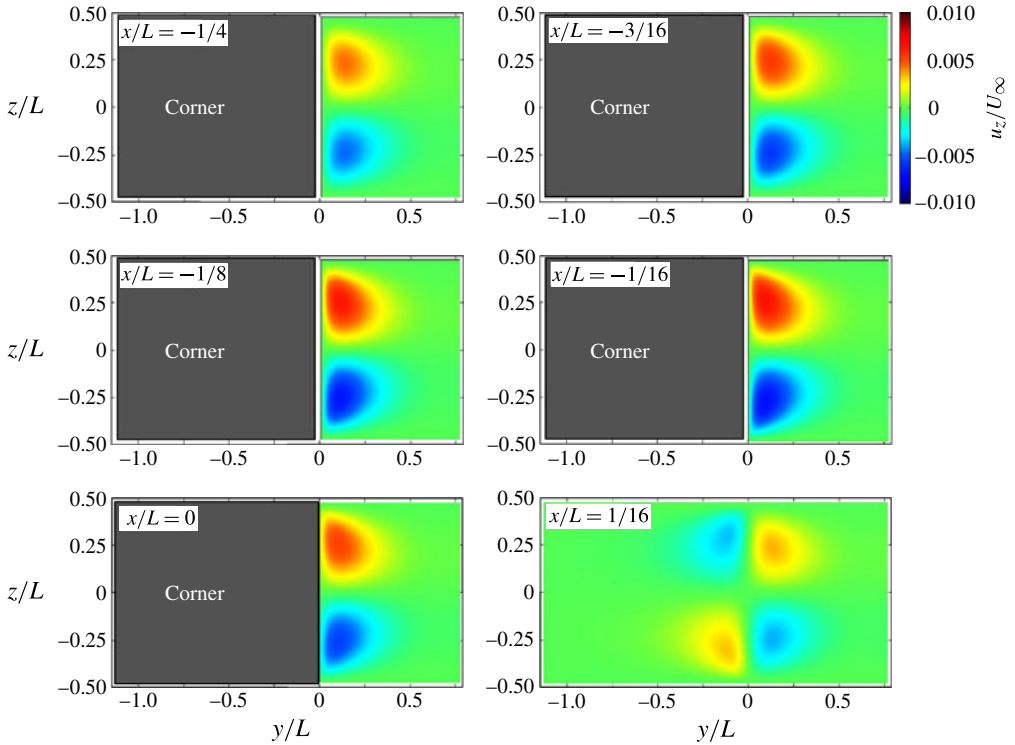 0.50 x/L = −1/4 0.50 x/L = −3/16 0.010
0.25 0.25 0.005
z/L 0 Corner 0 Corner 0 u_z/U_∞
−0.25 −0.25 −0.005
−0.50 −0.50 −0.010
−1.0 −0.5 0 0.5 −1.0 −0.5 0 0.5
0.50 x/L = −1/8 0.50 x/L = −1/16
0.25 0.25
z/L 0 Corner 0 Corner
−0.25 −0.25
−0.50 −0.50
−1.0 −0.5 0 0.5 −1.0 −0.5 0 0.5
0.50 x/L = 0 0.50 x/L = 1/16
0.25 0.25
z/L 0 Corner 0
−0.25 −0.25
−0.50 −0.50
−1.0 −0.5 0 0.5 −1.0 −0.5 0 0.5
y/L y/L